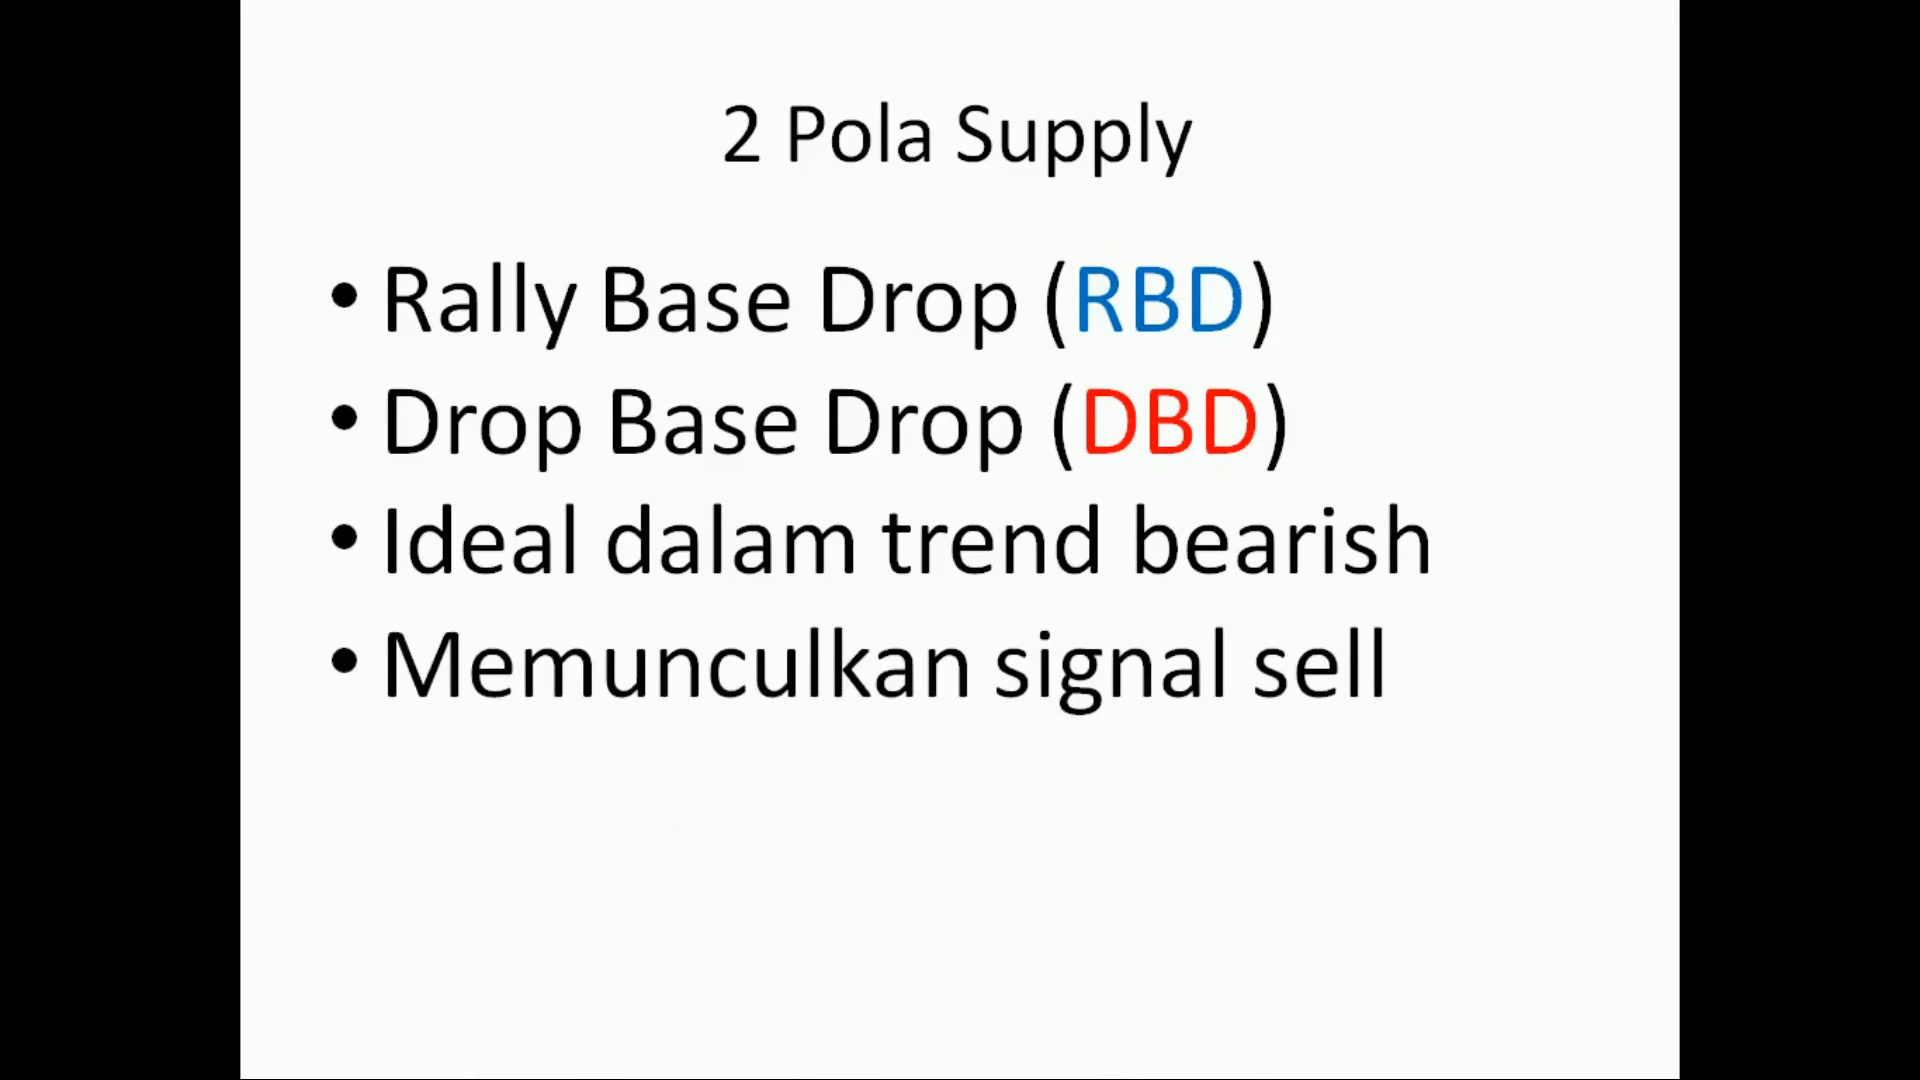 2 Pola Supply
• Rally Base Drop (RBD)
• Drop Base Drop (DBD)
• Ideal dalam trend bearish
• Memunculkan signal sell